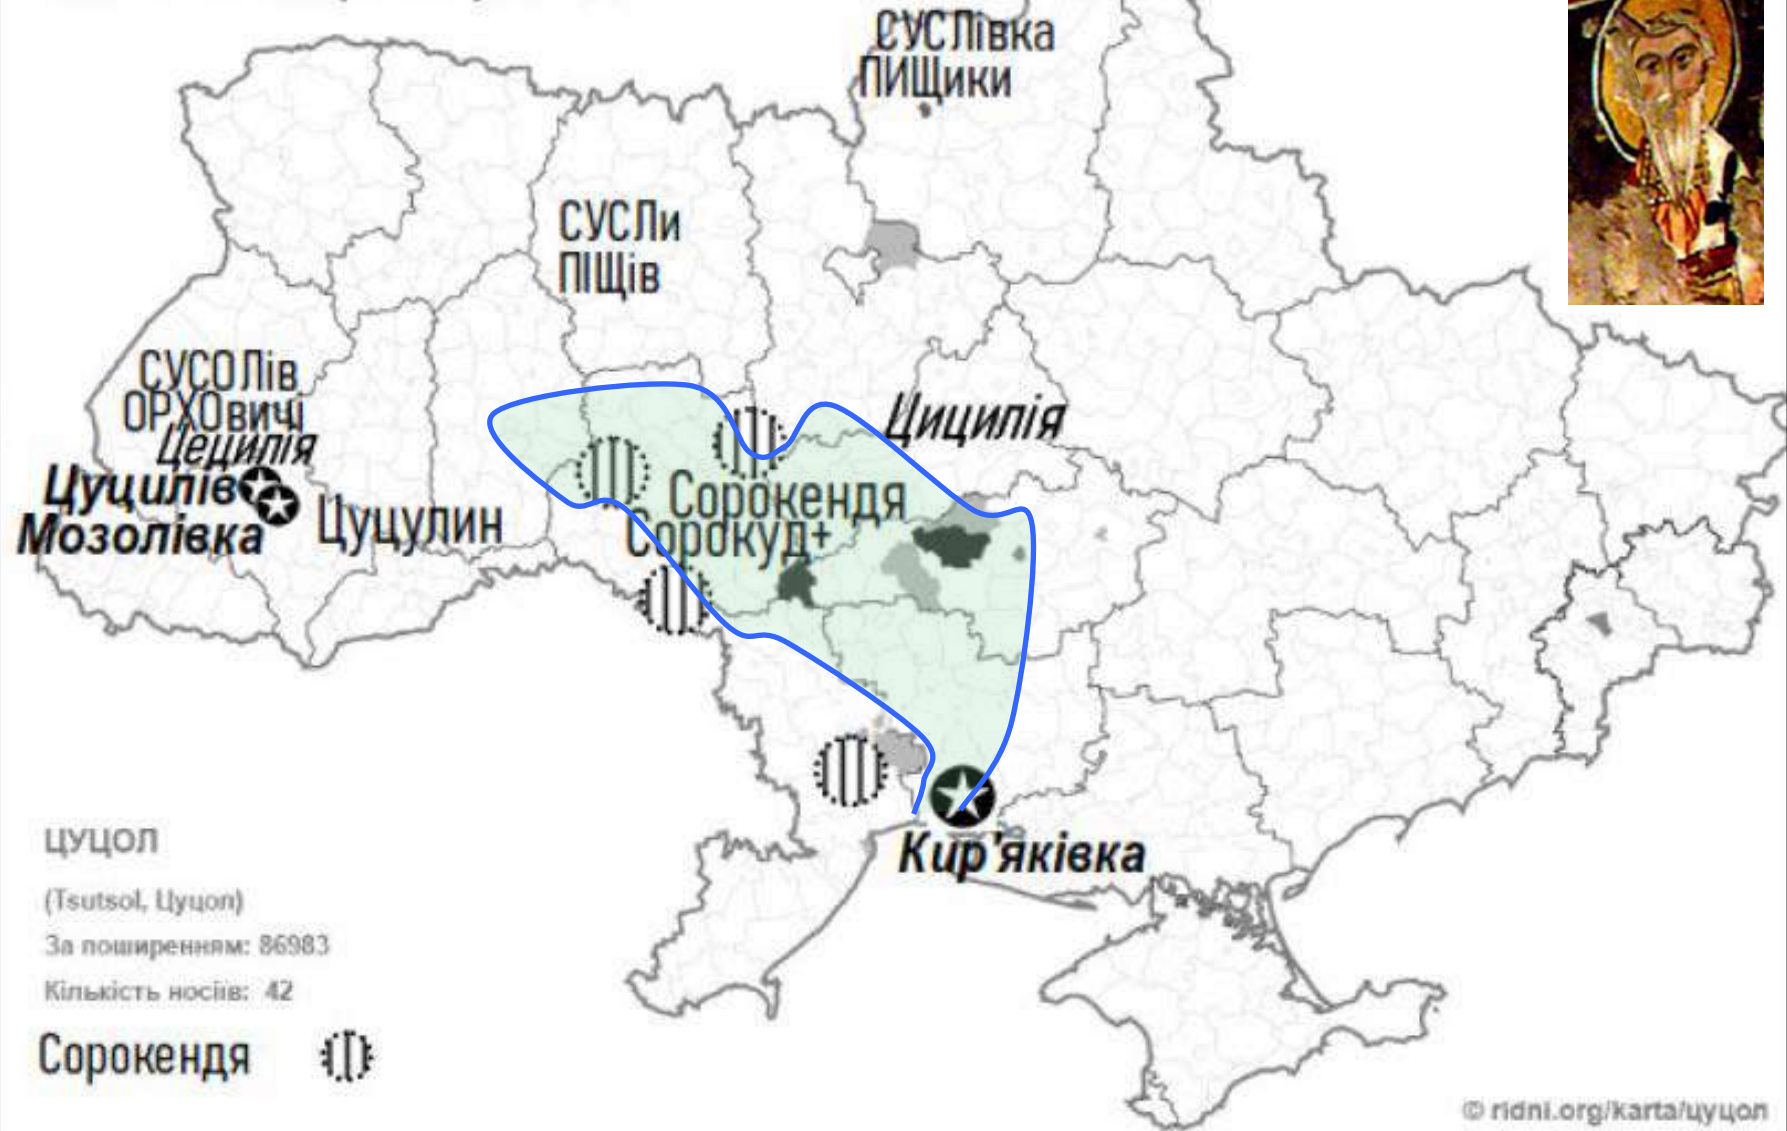 СУСЛівка
ПИЩики
СУСЛи
ПІЩів
СУСОЛів
ОРХОвичі
Цецилія
Цуцилів
Мозолівка
Цуцулин
Цицилія
Сорокендя
Сорокуд+
Кир'яківка
ЦУЦОЛ
(Tsutsol, Цуцол)
За поширенням: 86983
Кількість носіїв: 42
Сорокендя
© ridni.org/karta/цуцол